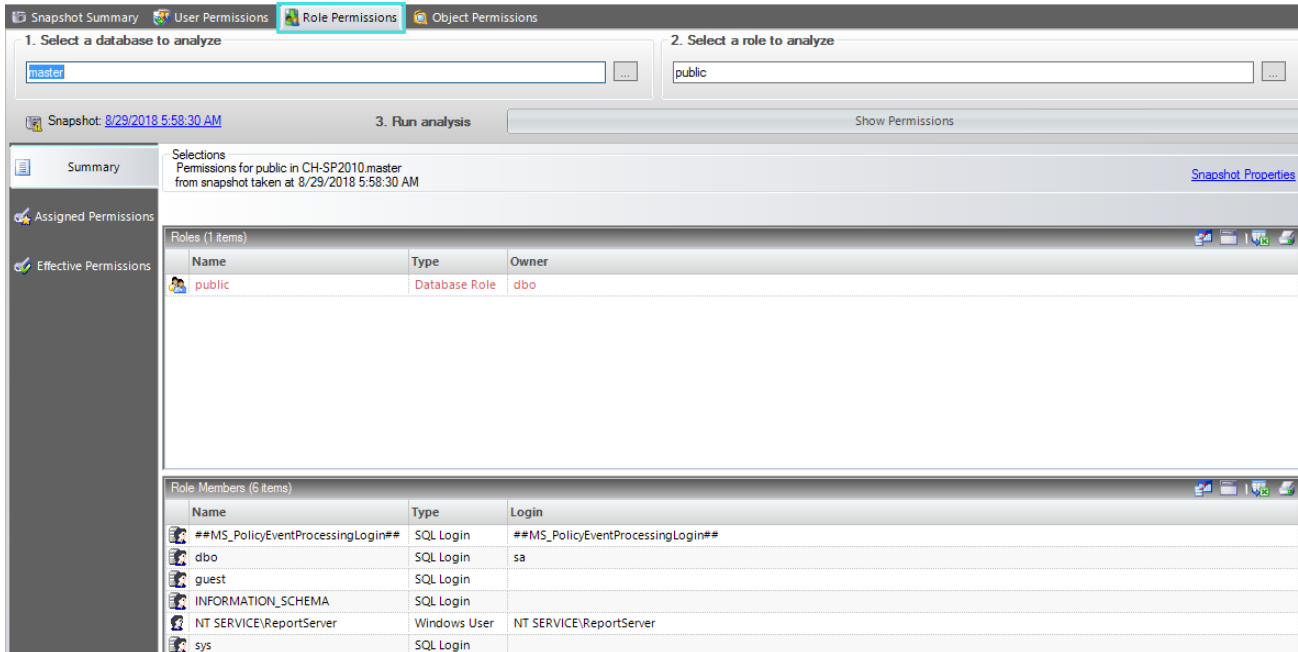 Snapshot Summary User Permissions Role Permissions Object Permissions
1. Select a database to analyze 2. Select a role to analyze
master ... public ...
Snapshot: 8/29/2018 5:58:30 AM 3. Run analysis Show Permissions
Summary
Assigned Permissions
Effective Permissions
Selections
Permissions for public in CH-SP2010.master
from snapshot taken at 8/29/2018 5:58:30 AM
Snapshot Properties
Roles (1 items)
Name Type Owner
public Database Role dbo
Role Members (6 items)
Name Type Login
##MS_PolicyEventProcessingLogin## SQL Login ##MS_PolicyEventProcessingLogin##
dbo SQL Login sa
guest SQL Login
INFORMATION_SCHEMA SQL Login
NT SERVICE\ReportServer Windows User NT SERVICE\ReportServer
sys SQL Login